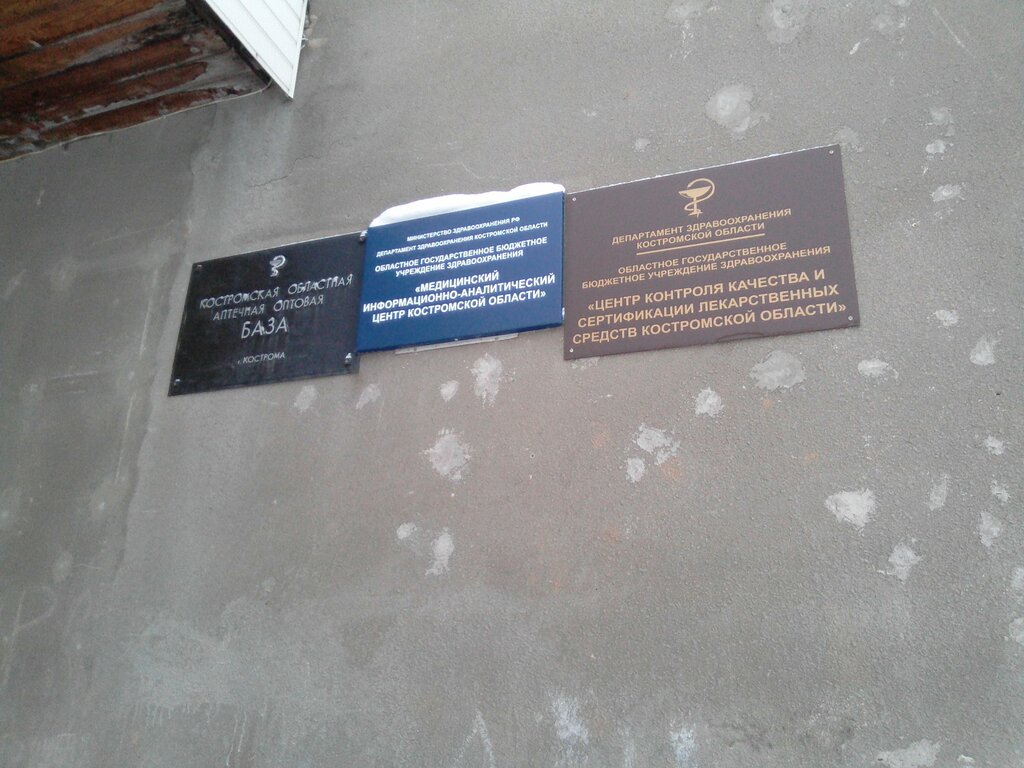 КОСТРОМСКАЯ ОБЛАСТНАЯ
АПТЕЧНАЯ ОПТОВАЯ
БАЗА
г. КОСТРОМА
МИНИСТЕРСТВО ЗДРАВООХРАНЕНИЯ РФ
ДЕПАРТАМЕНТ ЗДРАВООХРАНЕНИЯ КОСТРОМСКОЙ ОБЛАСТИ
ОБЛАСТНОЕ ГОСУДАРСТВЕННОЕ БЮДЖЕТНОЕ
УЧРЕЖДЕНИЕ ЗДРАВООХРАНЕНИЯ
«МЕДИЦИНСКИЙ
ИНФОРМАЦИОННО-АНАЛИТИЧЕСКИЙ
ЦЕНТР КОСТРОМСКОЙ ОБЛАСТИ»
ДЕПАРТАМЕНТ ЗДРАВООХРАНЕНИЯ
КОСТРОМСКОЙ ОБЛАСТИ
ОБЛАСТНОЕ ГОСУДАРСТВЕННОЕ
БЮДЖЕТНОЕ УЧРЕЖДЕНИЕ ЗДРАВООХРАНЕНИЯ
«ЦЕНТР КОНТРОЛЯ КАЧЕСТВА И
СЕРТИФИКАЦИИ ЛЕКАРСТВЕННЫХ
СРЕДСТВ КОСТРОМСКОЙ ОБЛАСТИ»